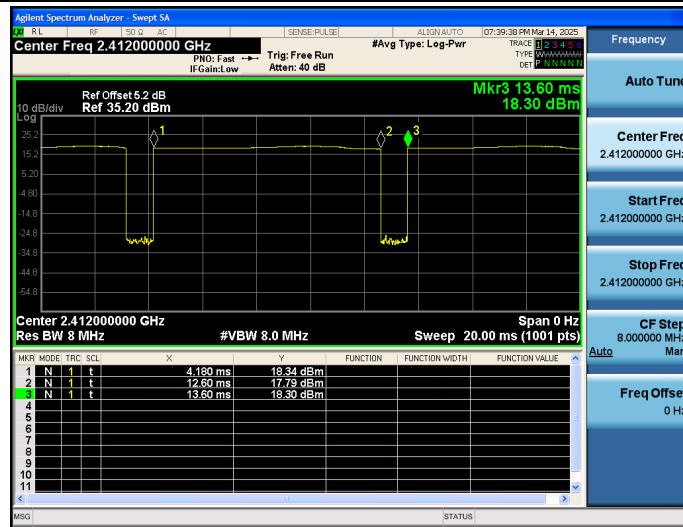 Agilent Spectrum Analyzer - Swept SA
RL RF 50 Ω AC SENSE:PULSE ALIGNAUTO 07:39:38 PM Mar 14, 2025
Center Freq 2.412000000 GHz #Avg Type: Log-Pwr TRACE 1 2 3 4 5 6
PNO: Fast Trig: Free Run TYPE
IFGain:Low Atten: 40 dB DET P N N N N N
Mkr3 13.60 ms
Ref Offset 5.2 dB
10 dB/div Ref 35.20 dBm 18.30 dBm
Log
1
2
3
25.2
15.2
5.20
-4.80
-14.8
-24.8
-34.8
-44.8
-54.8
Center 2.412000000 GHz Span 0 Hz
Res BW 8 MHz #VBW 8.0 MHz Sweep 20.00 ms (1001 pts)
MKR MODE TRC SCL X Y FUNCTION FUNCTION WIDTH FUNCTION VALUE
1 N 1 t 4.180 ms 18.34 dBm
2 N 1 t 12.60 ms 17.79 dBm
3 N 1 t 13.60 ms 18.30 dBm
4
5
6
7
8
9
10
11
MSG STATUS
Frequency
Auto Tune
Center Freq
2.412000000 GHz
Start Freq
2.412000000 GHz
Stop Freq
2.412000000 GHz
CF Step
8.000000 MHz
Auto Man
Freq Offset
0 Hz